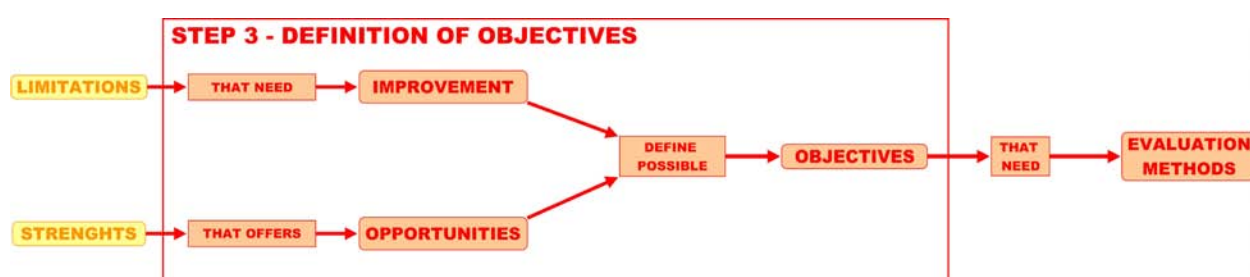 STEP 3 - DEFINITION OF OBJECTIVES
LIMITATIONS
THAT NEED
IMPROVEMENT
DEFINE
POSSIBLE
OBJECTIVES
THAT
NEED
EVALUATION
METHODS
STRENGHTS
THAT OFFERS
OPPORTUNITIES